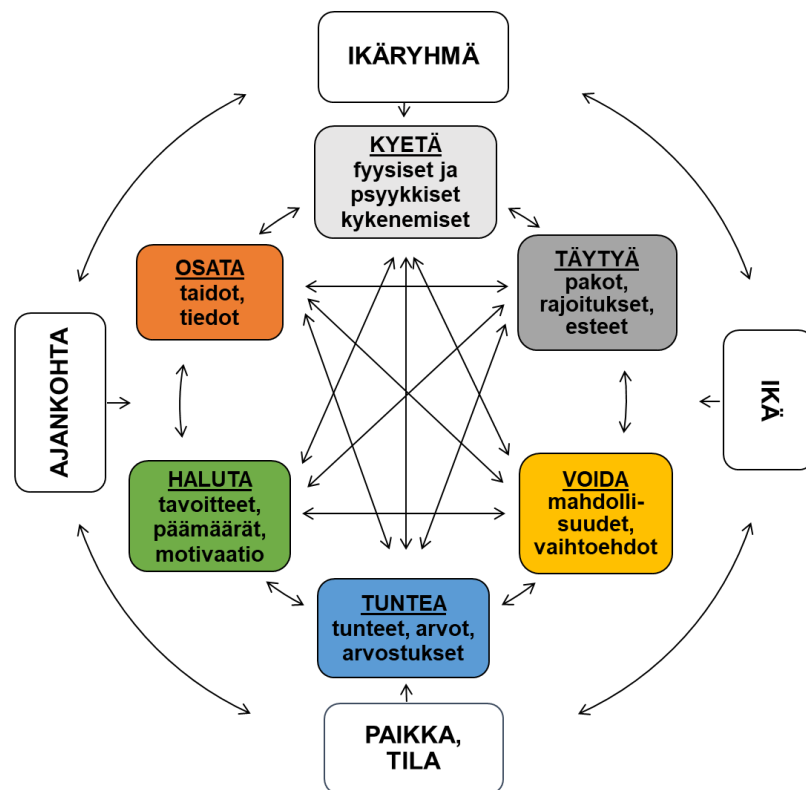 IKÄRYHMÄ
KYETÄ
fyysiset ja
psyykkiset
kykenemiset
OSATA
taidot,
tiedot
TÄYTYÄ
pakot,
rajoitukset,
esteet
AJANKOHTA
IKÄ
HALUTA
tavoitteet,
päämäärät,
motivaatio
VOIDA
mahdolli-
suudet,
vaihtoehdot
TUNTEA
tunteet, arvot,
arvostukset
PAIKKA,
TILA